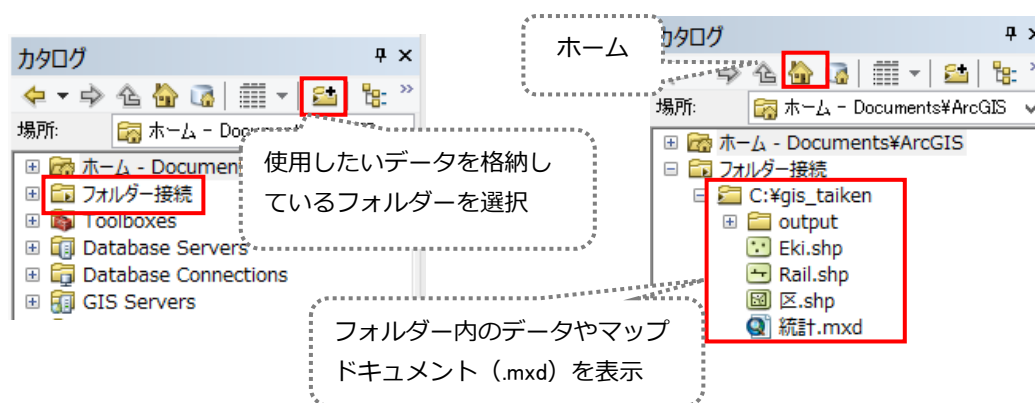 カタログ
場所:
ホーム - Documen
フォルダー接続
Toolboxes
Database Servers
Database Connections
GIS Servers
使用したいデータを格納し
ているフォルダーを選択
ホーム
カタログ
場所:
ホーム - Documents¥ArcGIS
ホーム - Documents¥ArcGIS
フォルダー接続
C:¥gis_taiken
output
Eki.shp
Rail.shp
区.shp
統計.mxd
フォルダー内のデータやマップ
ドキュメント（.mxd）を表示